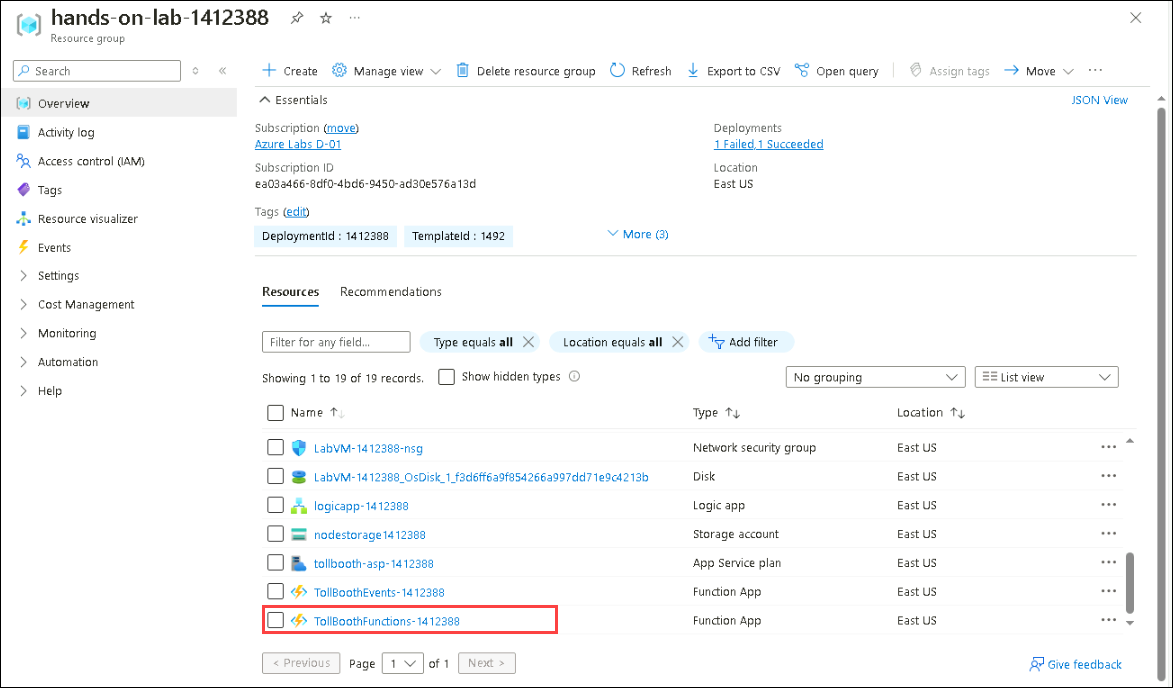 hands-on-lab-1412388
Resource group
Search
Create Manage view Delete resource group Refresh Export to CSV Open query Assign tags Move
Overview
Activity log
Access control (IAM)
Tags
Resource visualizer
Events
Settings
Cost Management
Monitoring
Automation
Help
Essentials JSON View
Subscription (move)
Azure Labs D-01
Subscription ID
ea03a466-8df0-4bd6-9450-ad30e576a13d
Deployments
1 Failed,1 Succeeded
Location
East US
Tags (edit)
DeploymentId : 1412388 TemplateId : 1492 More (3)
Resources Recommendations
Filter for any field... Type equals all Location equals all Add filter
Showing 1 to 19 of 19 records. Show hidden types No grouping List view
Name Type Location
LabVM-1412388-nsg Network security group East US
LabVM-1412388_OsDisk_1_f3d6ff6a9f854266a997dd71e9c4213b Disk East US
logicapp-1412388 Logic app East US
nodestorage1412388 Storage account East US
tollbooth-asp-1412388 App Service plan East US
TollBoothEvents-1412388 Function App East US
TollBoothFunctions-1412388 Function App East US
< Previous Page 1 of 1 Next > Give feedback